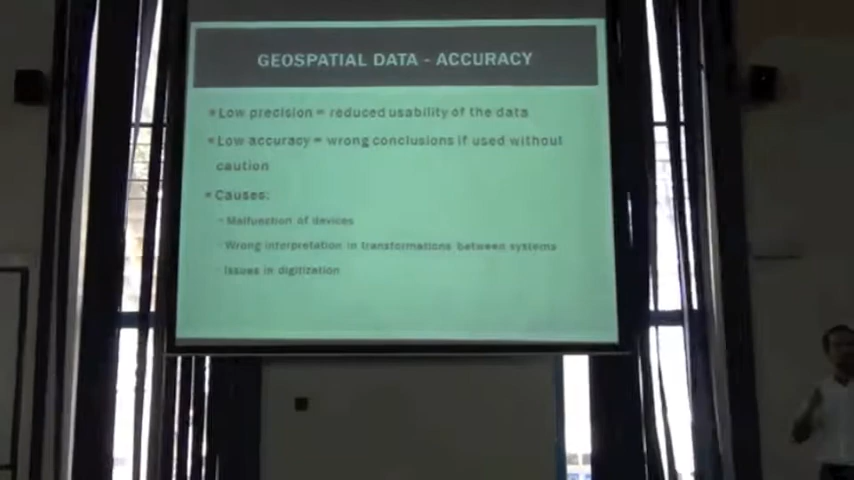 GEOSPATIAL DATA - ACCURACY
Low precision = reduced usability of the data
Low accuracy = wrong conclusions if used without
caution
Causes:
Malfunction of devices
Wrong interpretation in transformations between systems
Issues in digitization